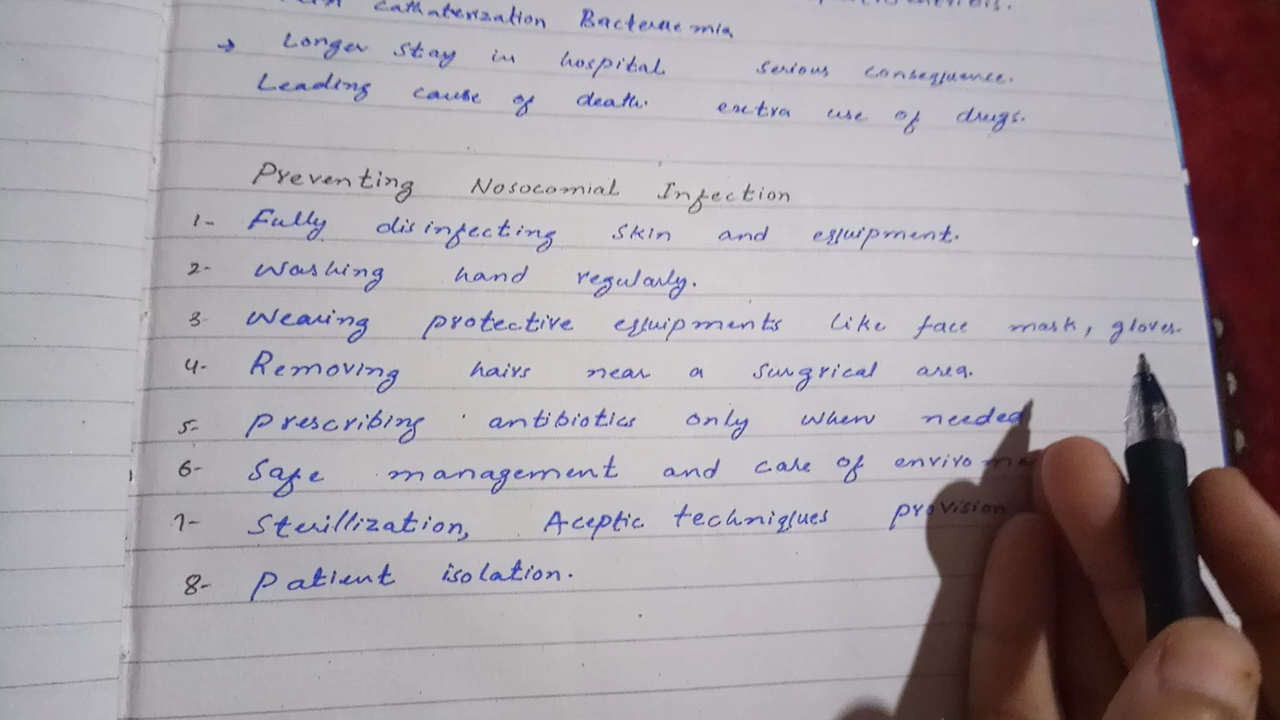 Catheterization Bacteraemia
→ Longer stay in hospital serious consequence.
Leading cause of death. extra use of drugs.
Preventing Nosocomial Infection
1- Fully disinfecting skin and equipment.
2- Washing hand regularly.
3- Wearing protective equipments like face mask, gloves.
4- Removing hairs near a surgrical area.
5- Prescribing antibiotics only when needed
6- Safe management and care of enviro
7- Sterillization, Aceptic techniques provision
8- Patient isolation.